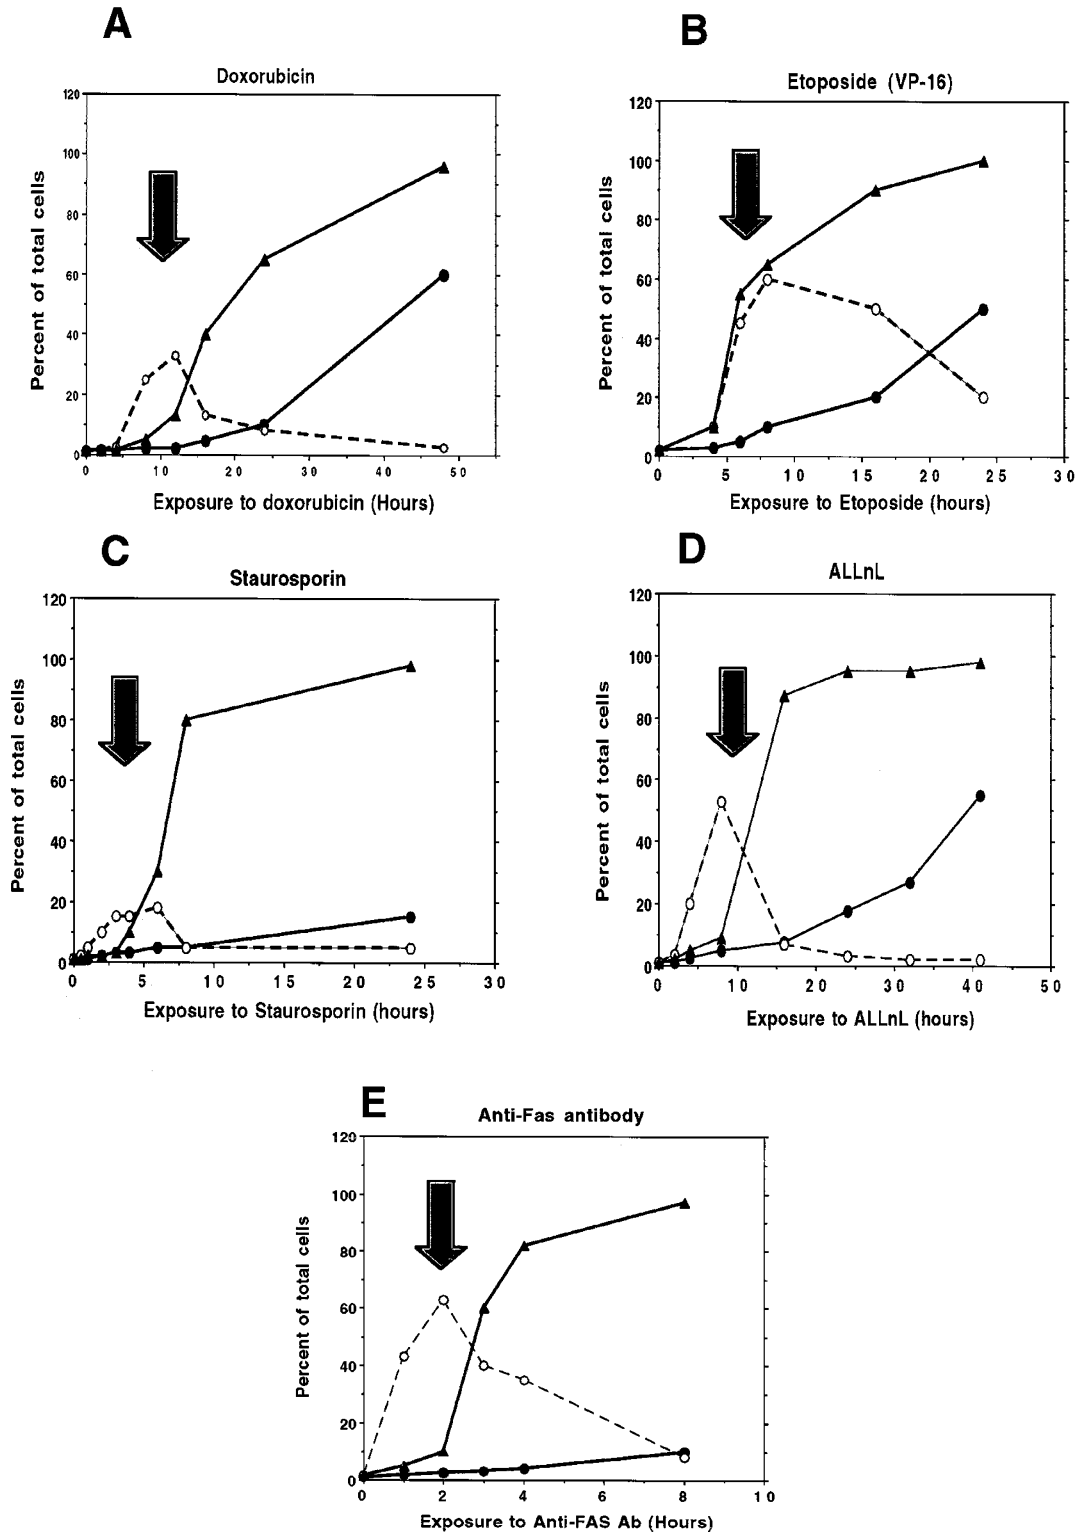 A
Doxorubicin
120
100
80
60
40
20
0
0 10 20 30 40 50
Percent of total cells
Exposure to doxorubicin (Hours)
B
Etoposide (VP-16)
120
100
80
60
40
20
0
0 5 10 15 20 25 30
Percent of total cells
Exposure to Etoposide (hours)
C
Staurosporin
120
100
80
60
40
20
0
0 5 10 15 20 25 30
Percent of total cells
Exposure to Staurosporin (hours)
D
ALLnL
120
100
80
60
40
20
0
0 10 20 30 40 50
Percent of total cells
Exposure to ALLnL (hours)
E
Anti-Fas antibody
120
100
80
60
40
20
0
0 2 4 6 8 10
Percent of total cells
Exposure to Anti-FAS Ab (Hours)